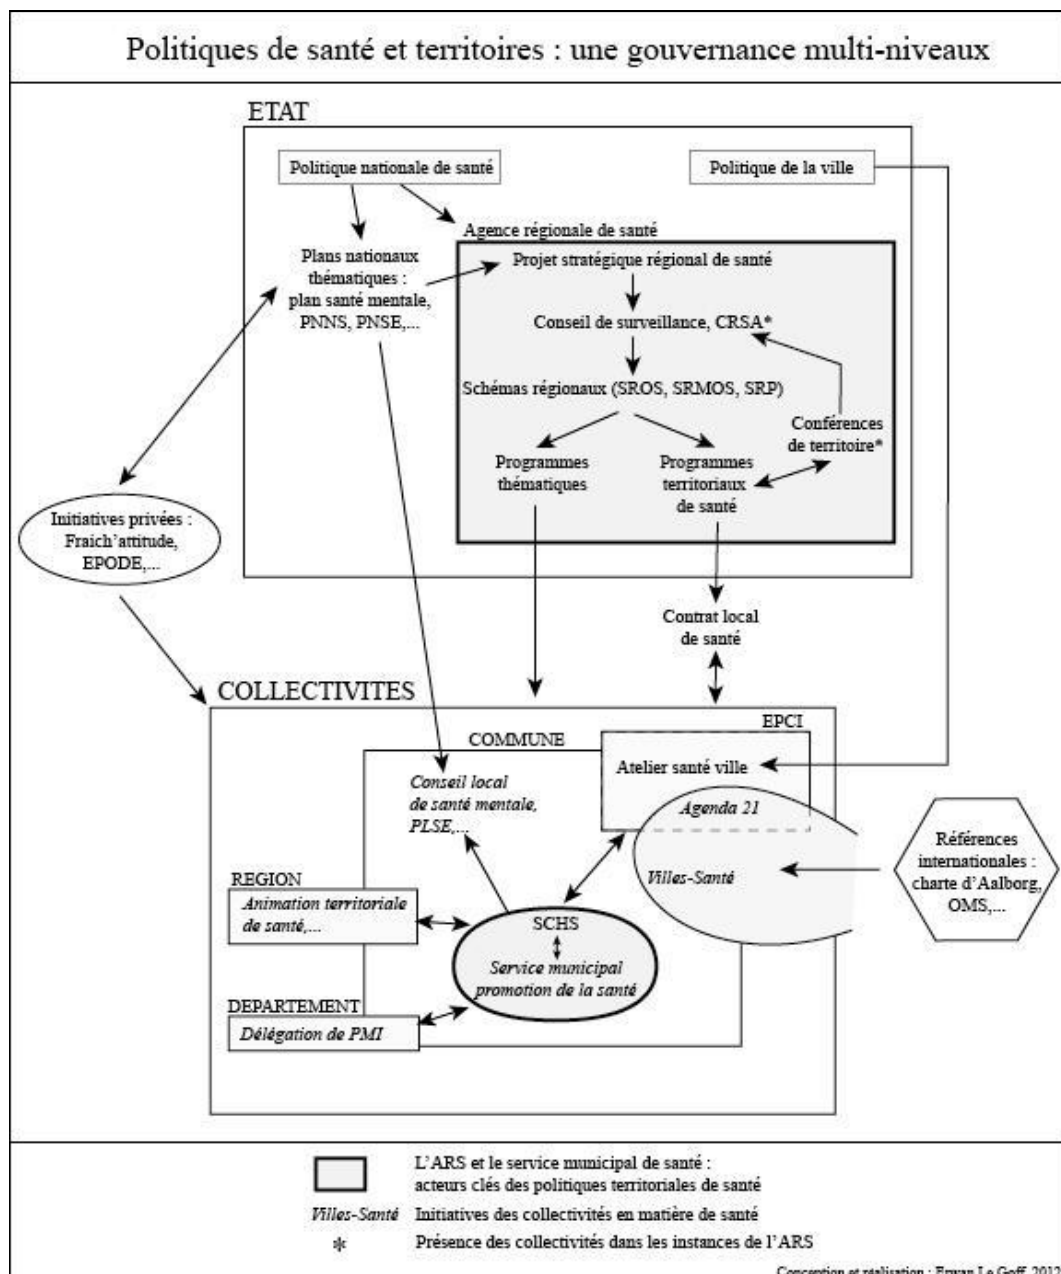 Politiques de santé et territoires : une gouvernance multi-niveaux
ETAT
Politique nationale de santé
Politique de la ville
Agence régionale de santé
Plans nationaux
thématiques :
plan santé mentale,
PNNS, PNSE,...
Projet stratégique régional de santé
Conseil de surveillance, CRSA*
Schémas régionaux (SROS, SRMOS, SRP)
Conférences
de territoire*
Programmes
thématiques
Programmes
territoriaux
de santé
Initiatives privées :
Fraich'attitude,
EPODE,...
Contrat local
de santé
COLLECTIVITES
EPCI
COMMUNE
Atelier santé ville
Conseil local
de santé mentale,
PLSE,...
Agenda 21
Villes-Santé
Références
internationales :
charte d'Aalborg,
OMS,...
REGION
Animation territoriale
de santé,...
SCHS
Service municipal
promotion de la santé
DEPARTEMENT
Délégation de PMI
L'ARS et le service municipal de santé :
acteurs clés des politiques territoriales de santé
Villes-Santé Initiatives des collectivités en matière de santé
* Présence des collectivités dans les instances de l'ARS
Conception et réalisation : Erwan Le Goff, 2012